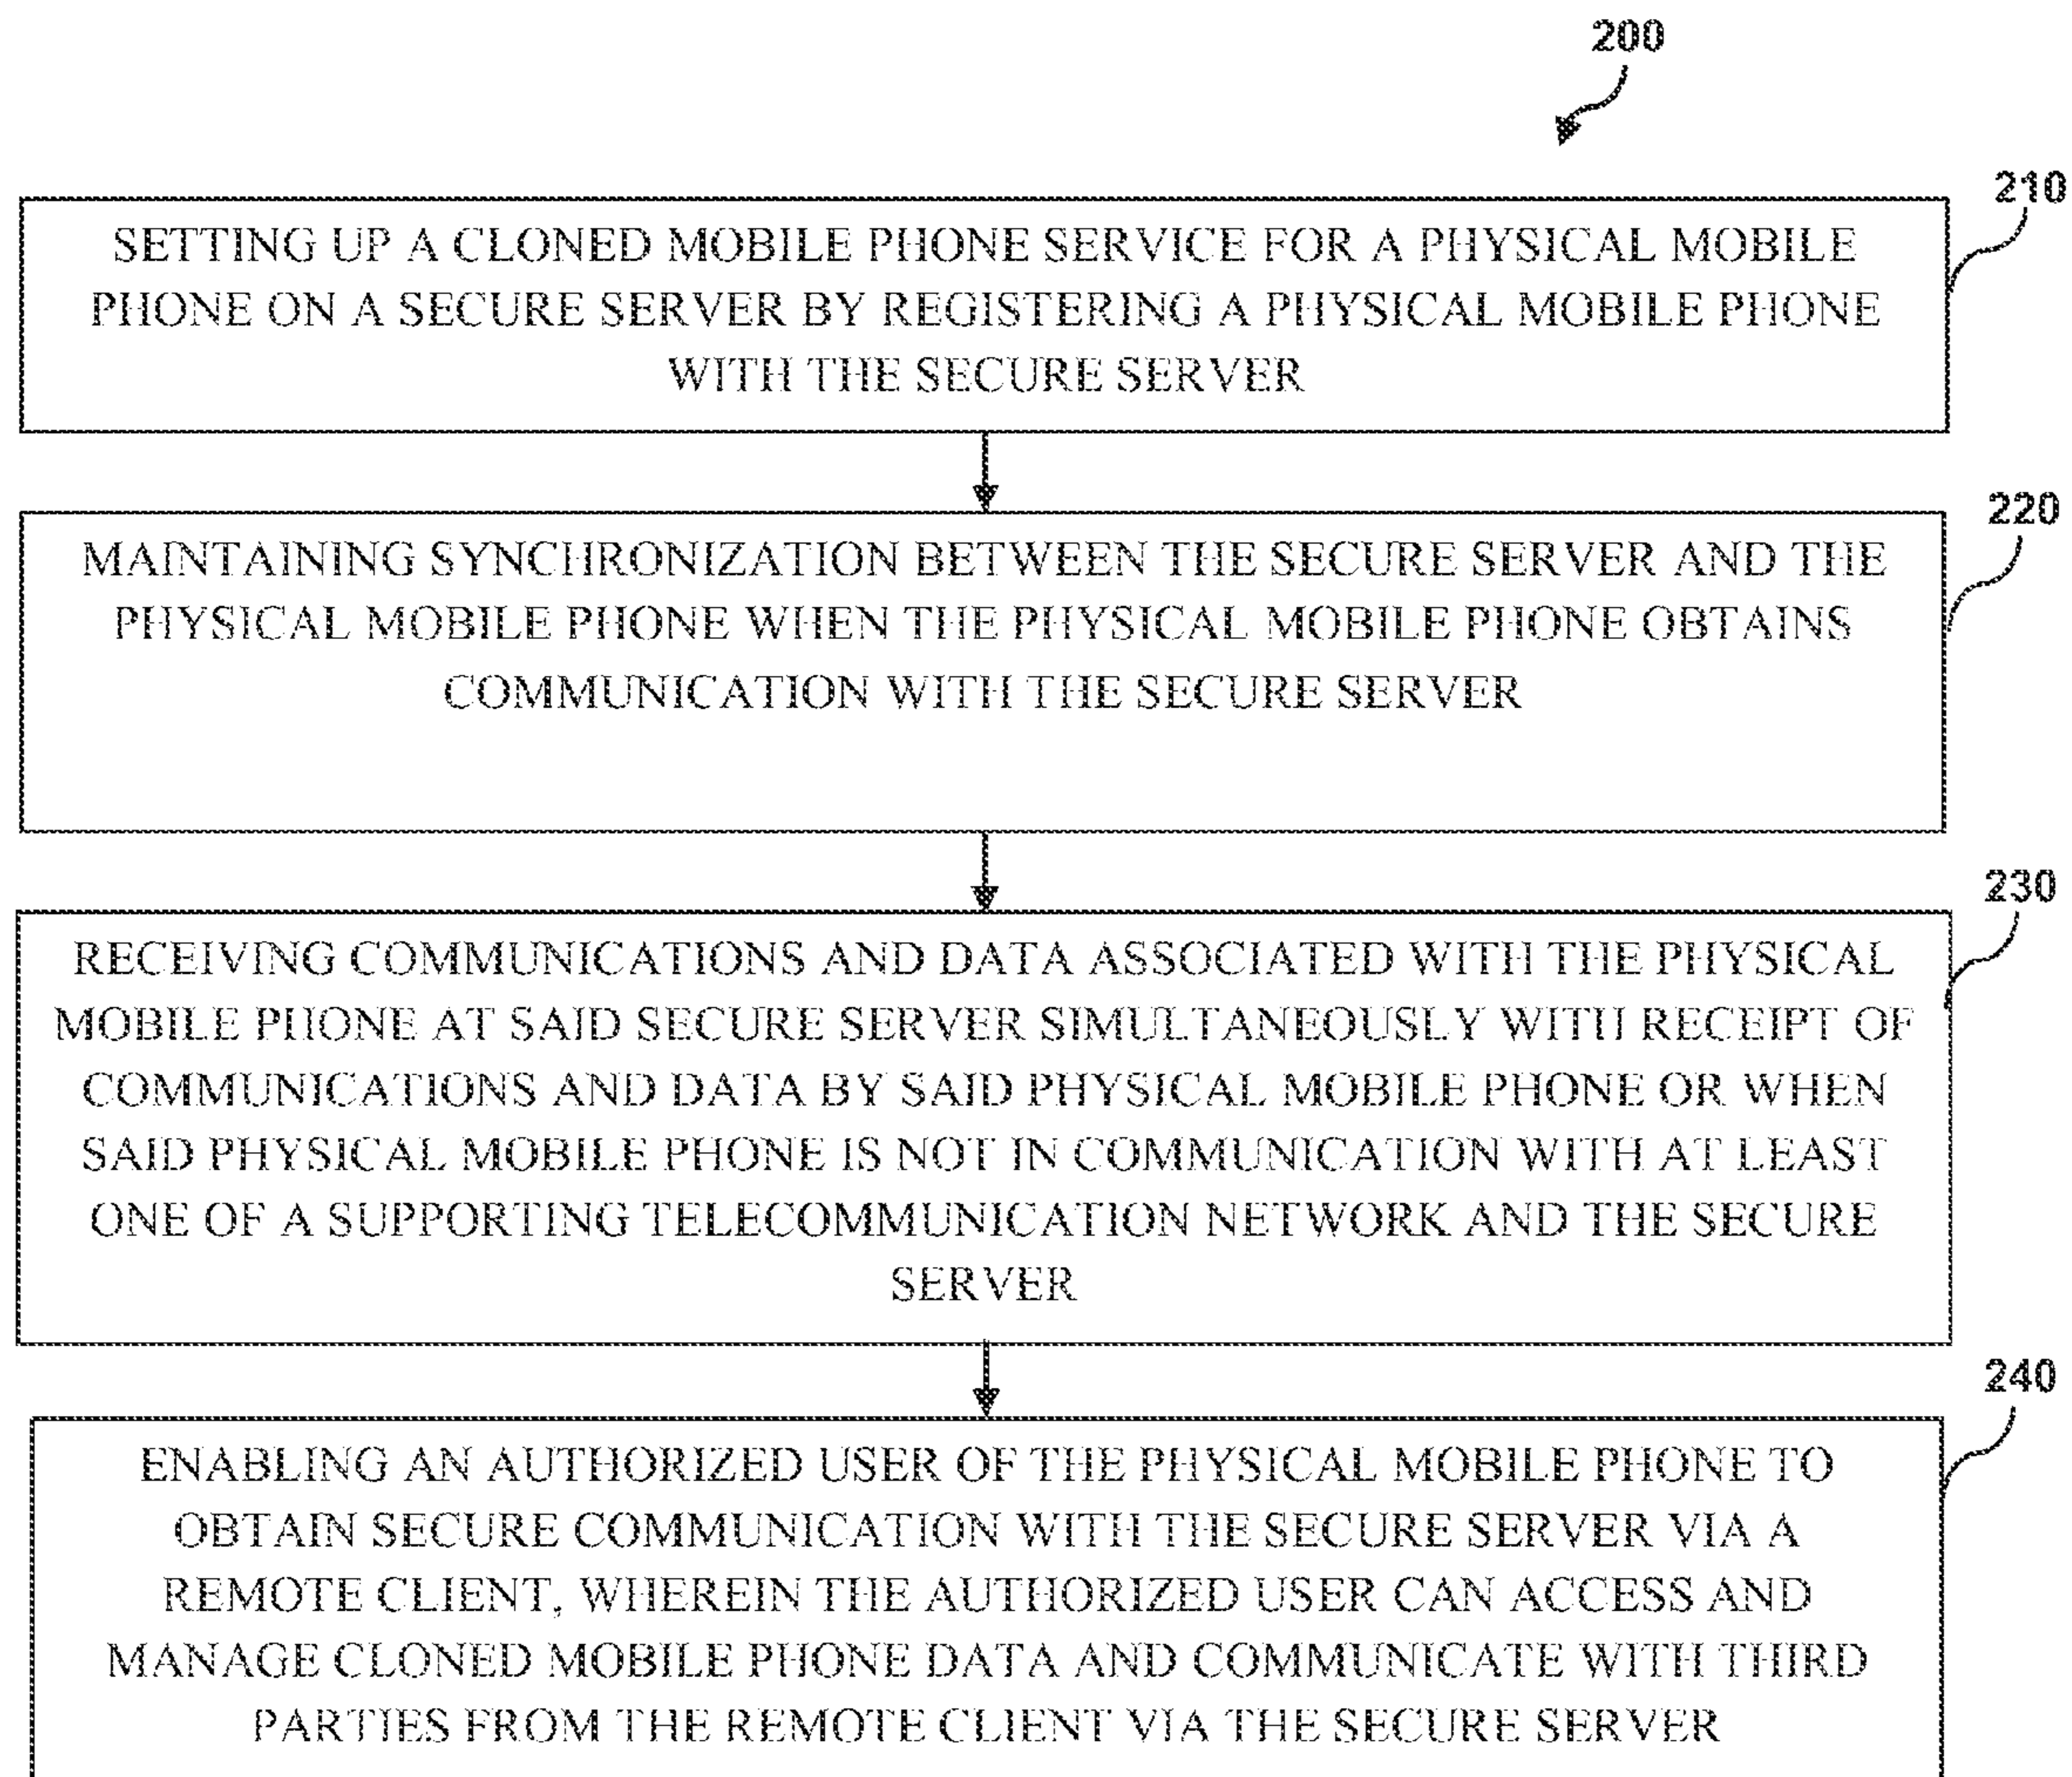 200
210
SETTING UP A CLONED MOBILE PHONE SERVICE FOR A PHYSICAL MOBILE
PHONE ON A SECURE SERVER BY REGISTERING A PHYSICAL MOBILE PHONE
WITH THE SECURE SERVER
220
MAINTAINING SYNCHRONIZATION BETWEEN THE SECURE SERVER AND THE
PHYSICAL MOBILE PHONE WHEN THE PHYSICAL MOBILE PHONE OBTAINS
COMMUNICATION WITH THE SECURE SERVER
230
RECEIVING COMMUNICATIONS AND DATA ASSOCIATED WITH THE PHYSICAL
MOBILE PHONE AT SAID SECURE SERVER SIMULTANEOUSLY WITH RECEIPT OF
COMMUNICATIONS AND DATA BY SAID PHYSICAL MOBILE PHONE OR WHEN
SAID PHYSICAL MOBILE PHONE IS NOT IN COMMUNICATION WITH AT LEAST
ONE OF A SUPPORTING TELECOMMUNICATION NETWORK AND THE SECURE
SERVER
240
ENABLING AN AUTHORIZED USER OF THE PHYSICAL MOBILE PHONE TO
OBTAIN SECURE COMMUNICATION WITH THE SECURE SERVER VIA A
REMOTE CLIENT, WHEREIN THE AUTHORIZED USER CAN ACCESS AND
MANAGE CLONED MOBILE PHONE DATA AND COMMUNICATE WITH THIRD
PARTIES FROM THE REMOTE CLIENT VIA THE SECURE SERVER